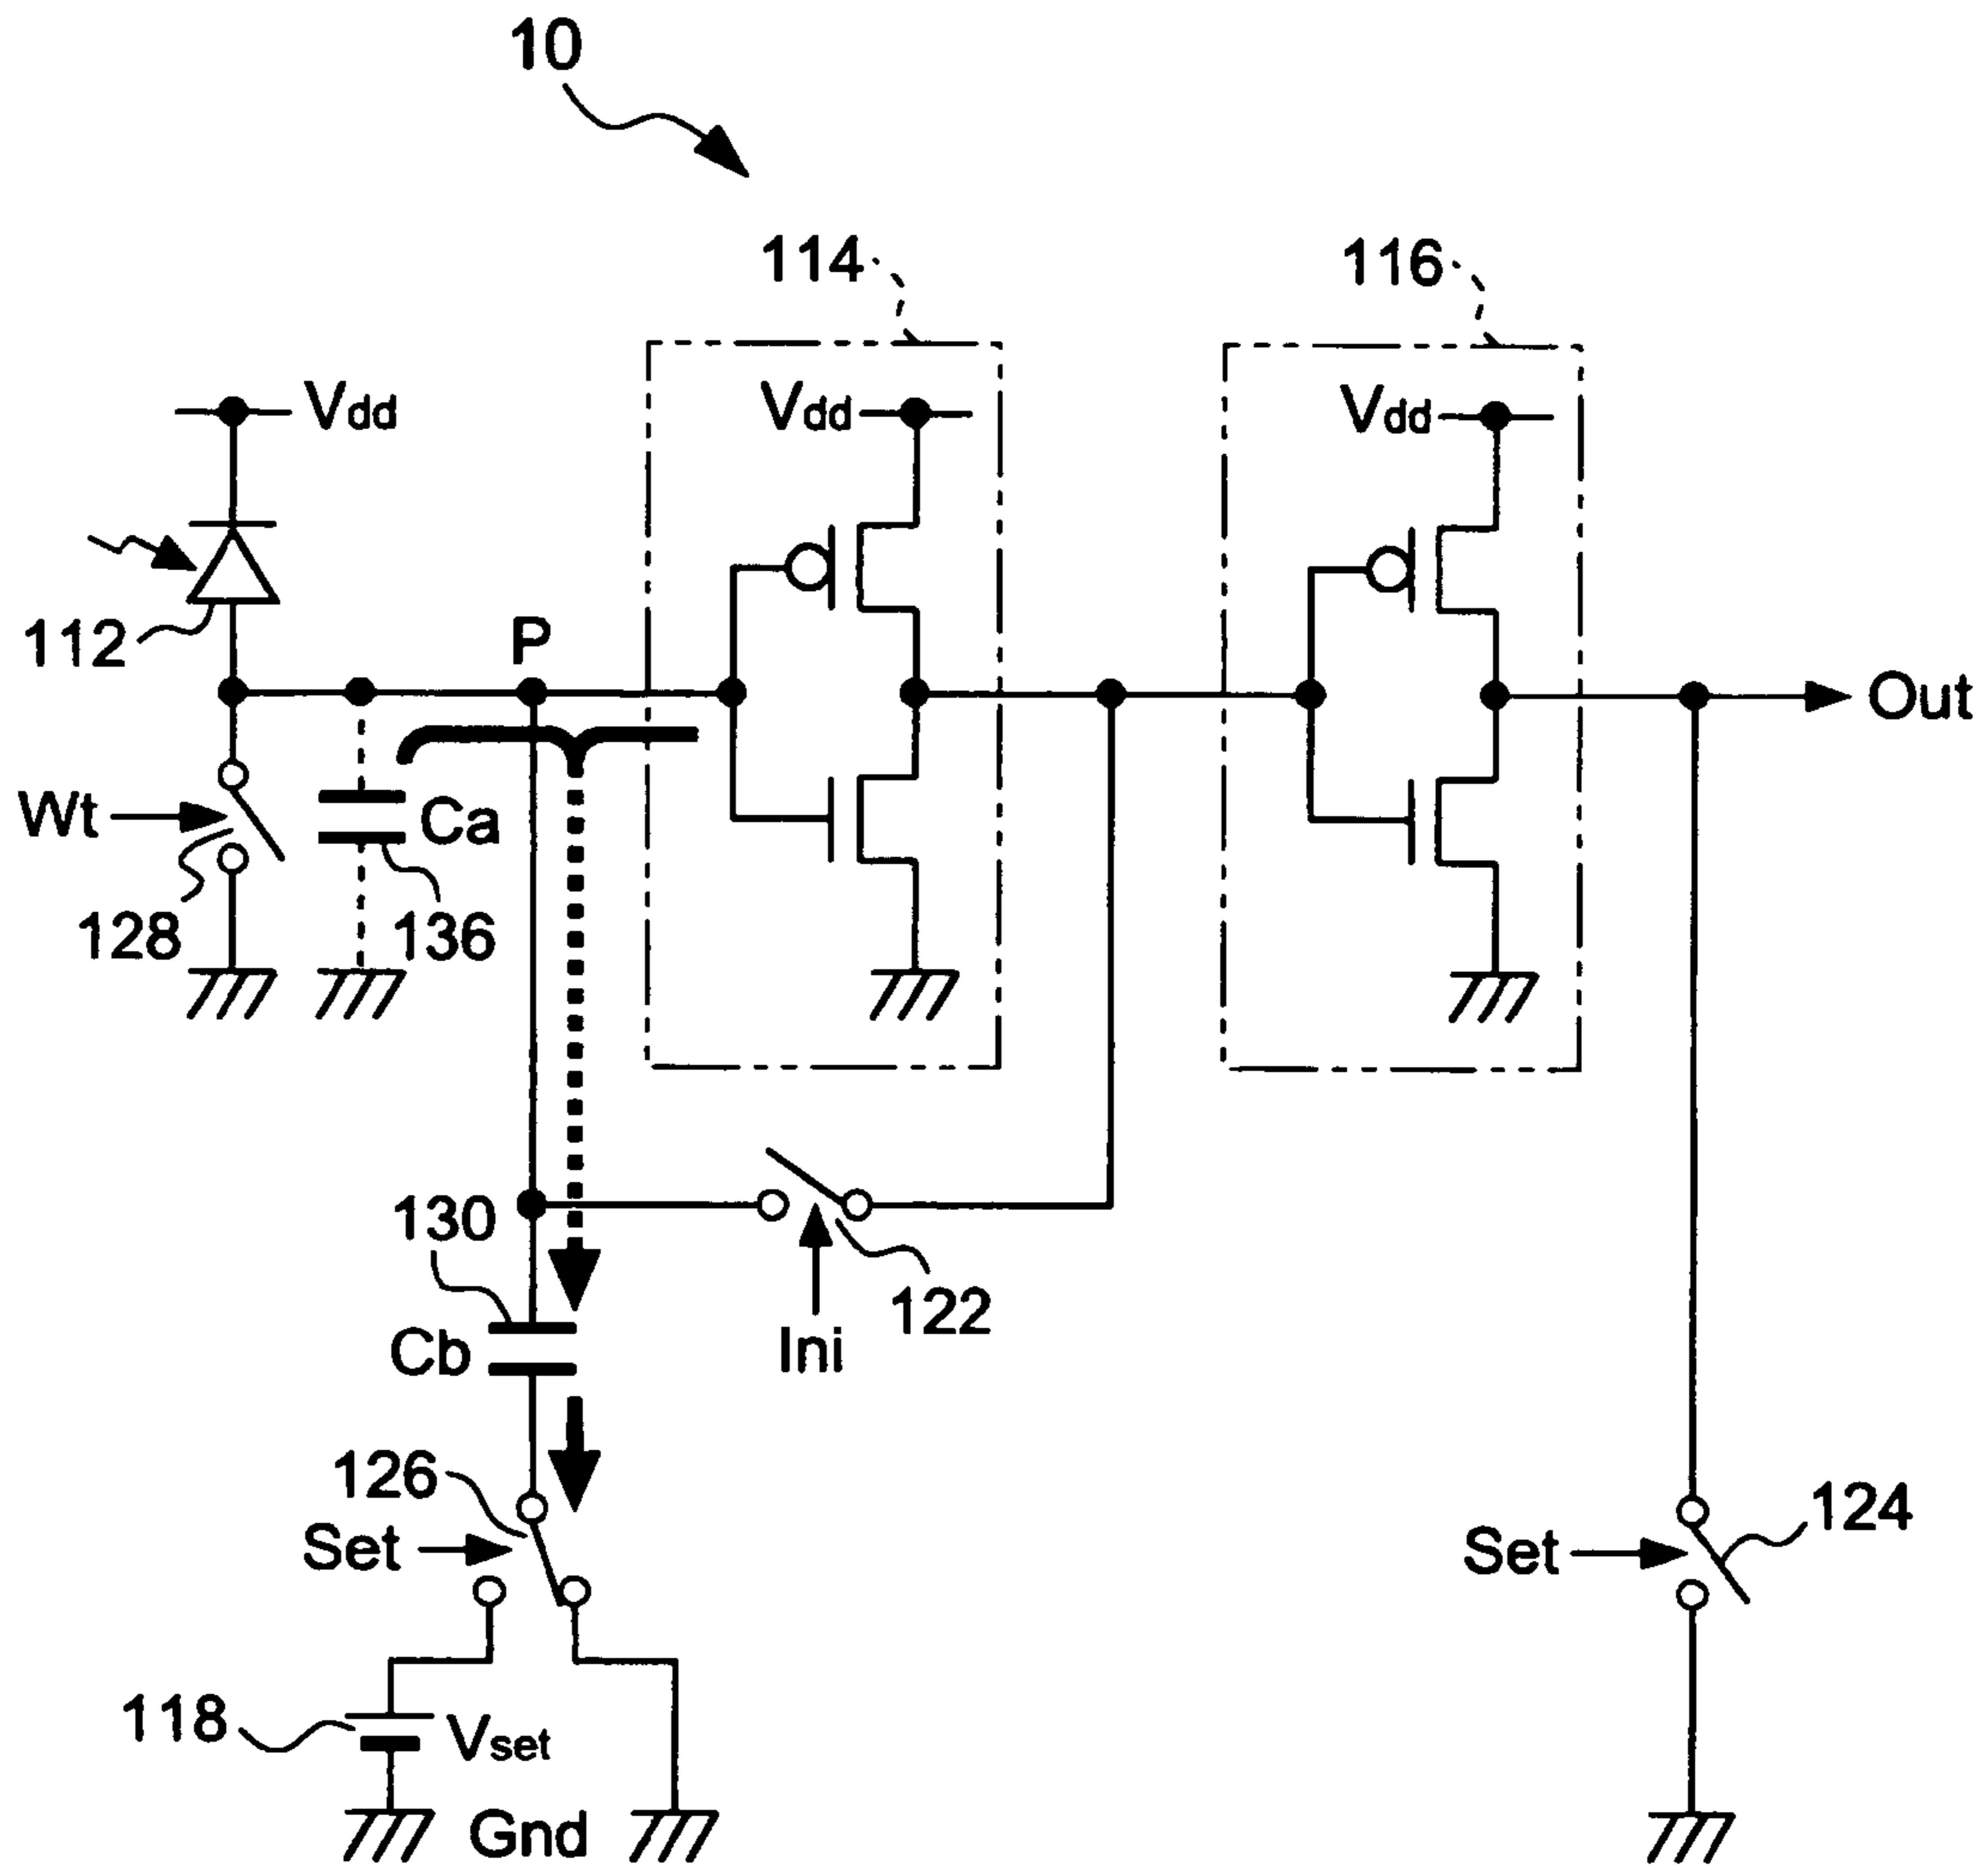 10
114
116
Vdd
Vdd
Vdd
112
P
Out
Wt
Ca
128
136
130
122
Cb
Ini
126
124
Set
Set
118
Vset
Gnd